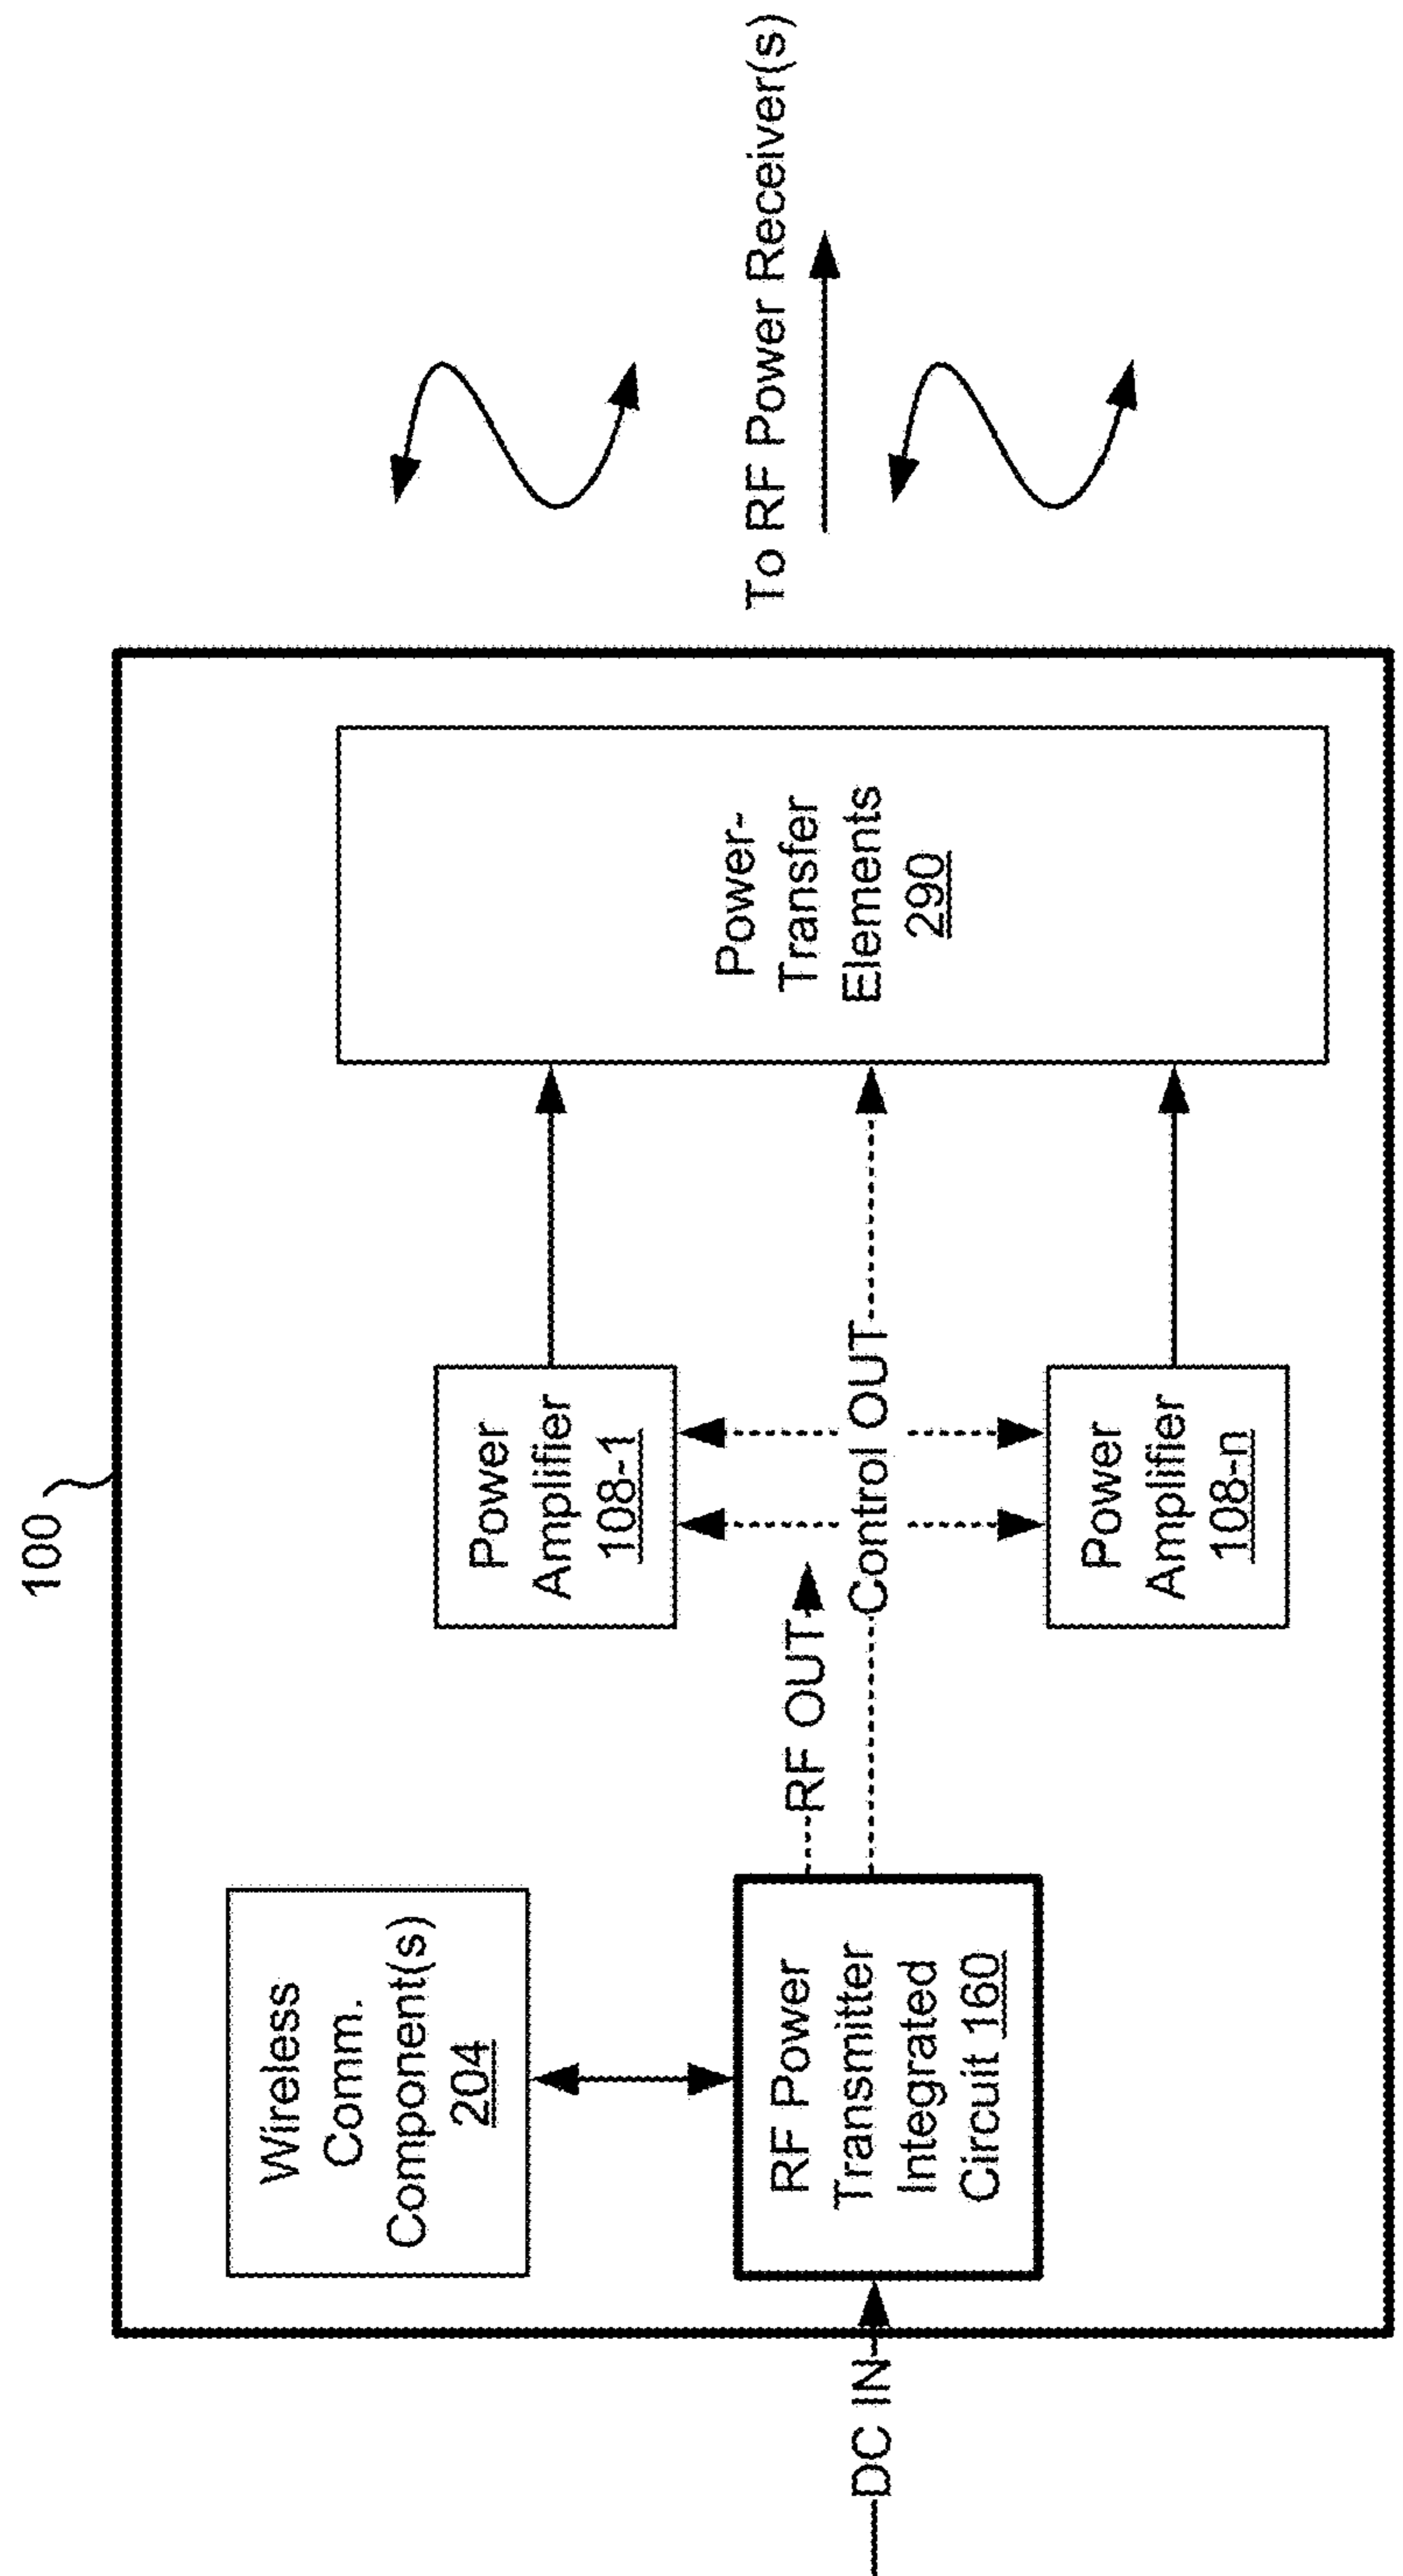 100
Wireless
Comm.
Component(s)
204
DC IN
RF Power
Transmitter
Integrated
Circuit 160
RF OUT
Control OUT
Power
Amplifier
108-1
Power
Amplifier
108-n
Power-
Transfer
Elements
290
To RF Power Receiver(s)